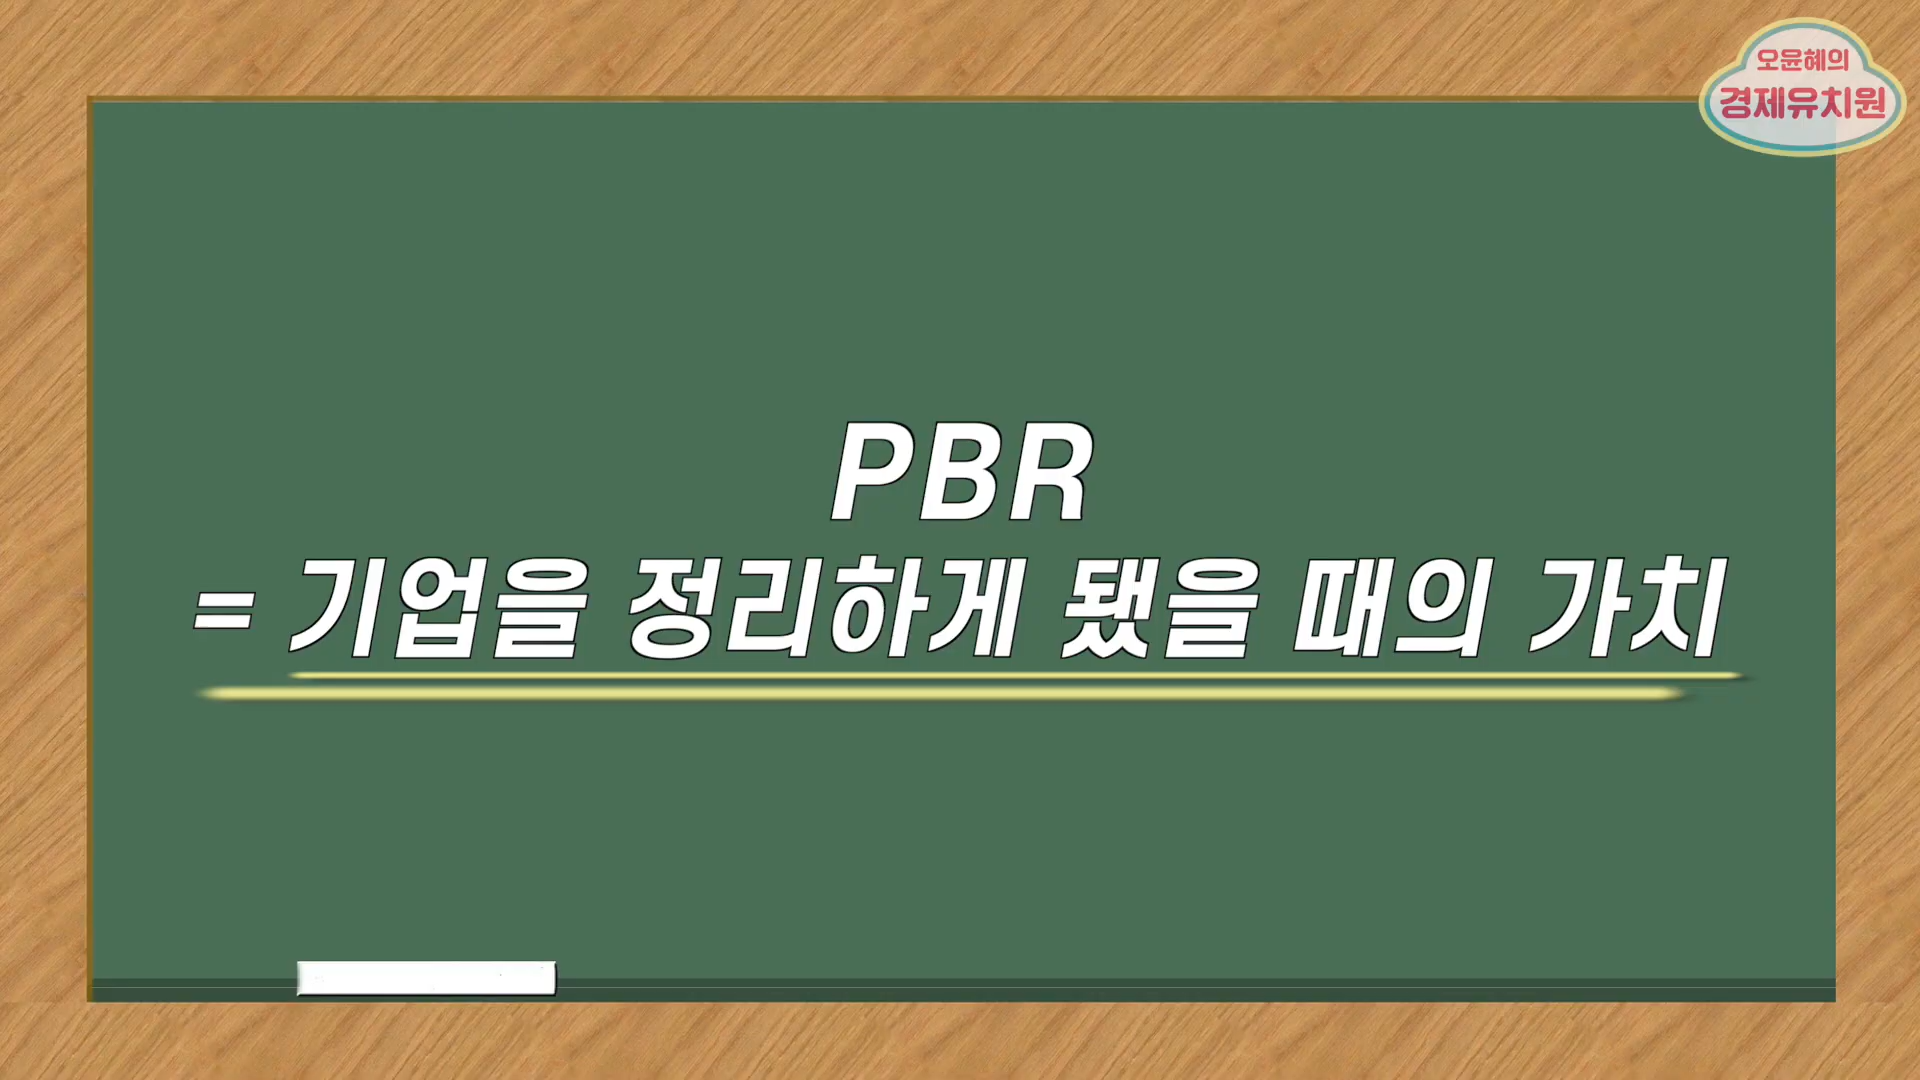 오윤혜의
경제유치원
PBR
= 기업을 정리하게 됐을 때의 가치